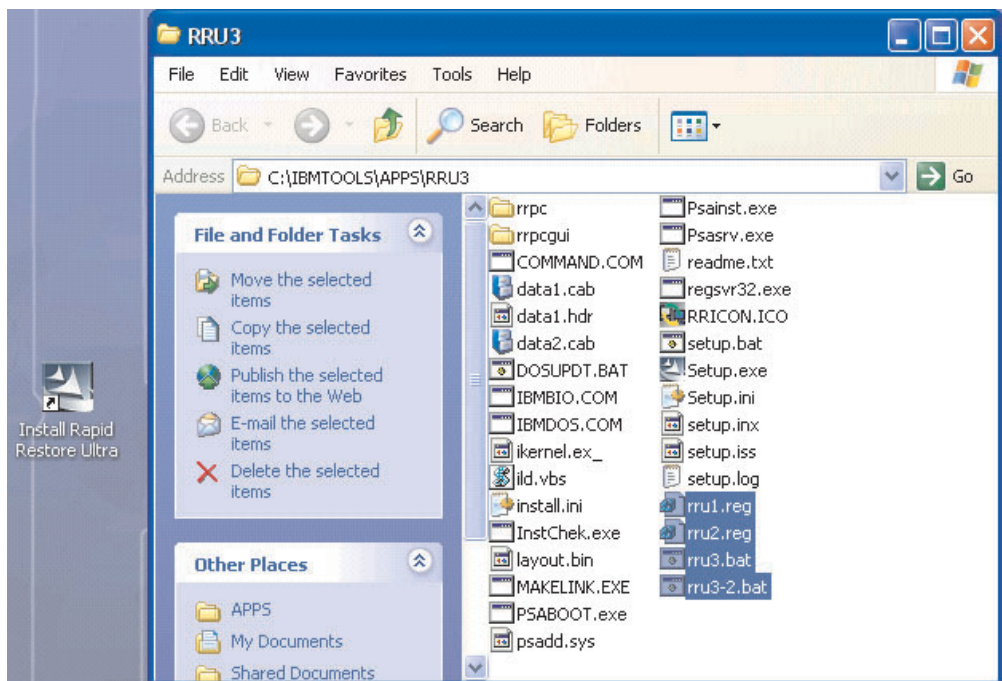 RRU3
File Edit View Favorites Tools Help
Back Search Folders
Address C:\IBMTOOLS\APPS\RRU3 Go
File and Folder Tasks
Move the selected
items
Copy the selected
items
Publish the selected
items to the Web
E-mail the selected
items
Delete the selected
items
Other Places
APPS
My Documents
Shared Documents
rrpc
rrpcgui
COMMAND.COM
data1.cab
data1.hdr
data2.cab
DOSUPDT.BAT
IBMBIO.COM
IBMDOS.COM
ikernel.ex_
ild.vbs
install.ini
InstChek.exe
layout.bin
MAKELINK.EXE
PSABOOT.exe
psadd.sys
Psainst.exe
Psasrv.exe
readme.txt
regsvr32.exe
RRICON.ICO
setup.bat
Setup.exe
Setup.ini
setup.inx
setup.iss
setup.log
rru1.reg
rru2.reg
rru3.bat
rru3-2.bat
Install Rapid
Restore Ultra